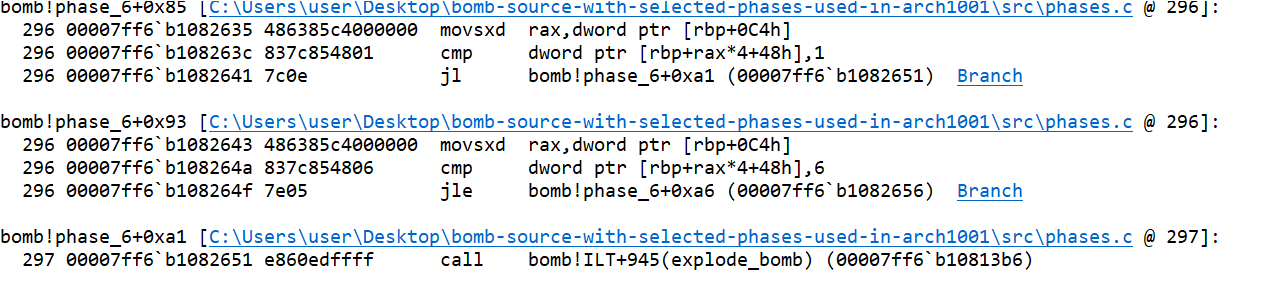 bomb!phase_6+0x85 [C:\Users\user\Desktop\bomb-source-with-selected-phases-used-in-arch1001\src\phases.c @ 296]:
296 00007ff6`b1082635 486385c4000000 movsxd rax,dword ptr [rbp+0C4h]
296 00007ff6`b108263c 837c854801 cmp dword ptr [rbp+rax*4+48h],1
296 00007ff6`b1082641 7c0e jl bomb!phase_6+0xa1 (00007ff6`b1082651) Branch
bomb!phase_6+0x93 [C:\Users\user\Desktop\bomb-source-with-selected-phases-used-in-arch1001\src\phases.c @ 296]:
296 00007ff6`b1082643 486385c4000000 movsxd rax,dword ptr [rbp+0C4h]
296 00007ff6`b108264a 837c854806 cmp dword ptr [rbp+rax*4+48h],6
296 00007ff6`b108264f 7e05 jle bomb!phase_6+0xa6 (00007ff6`b1082656) Branch
bomb!phase_6+0xa1 [C:\Users\user\Desktop\bomb-source-with-selected-phases-used-in-arch1001\src\phases.c @ 297]:
297 00007ff6`b1082651 e860edffff call bomb!ILT+945(explode_bomb) (00007ff6`b10813b6)